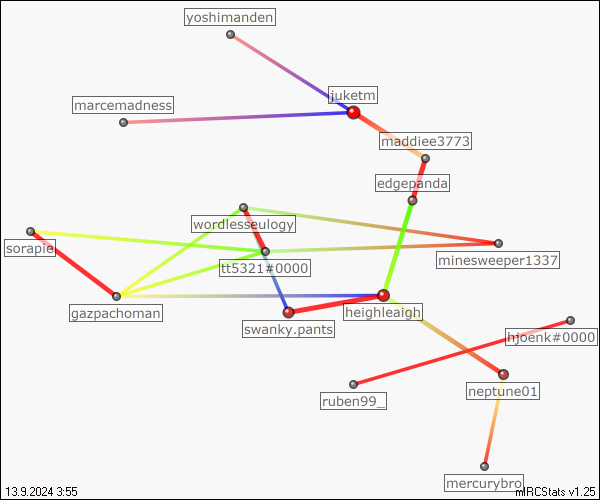 yoshimanden
juketm
marcemadness
maddiee3773
edgepanda
wordlesseulogy
sorapie
minesweeper1337
tt5321#0000
gazpachoman
heighleaigh
swanky.pants
hjoenk#0000
neptune01
ruben99_
mercurybro
13.9.2024 3:55
mIRCStats v1.25